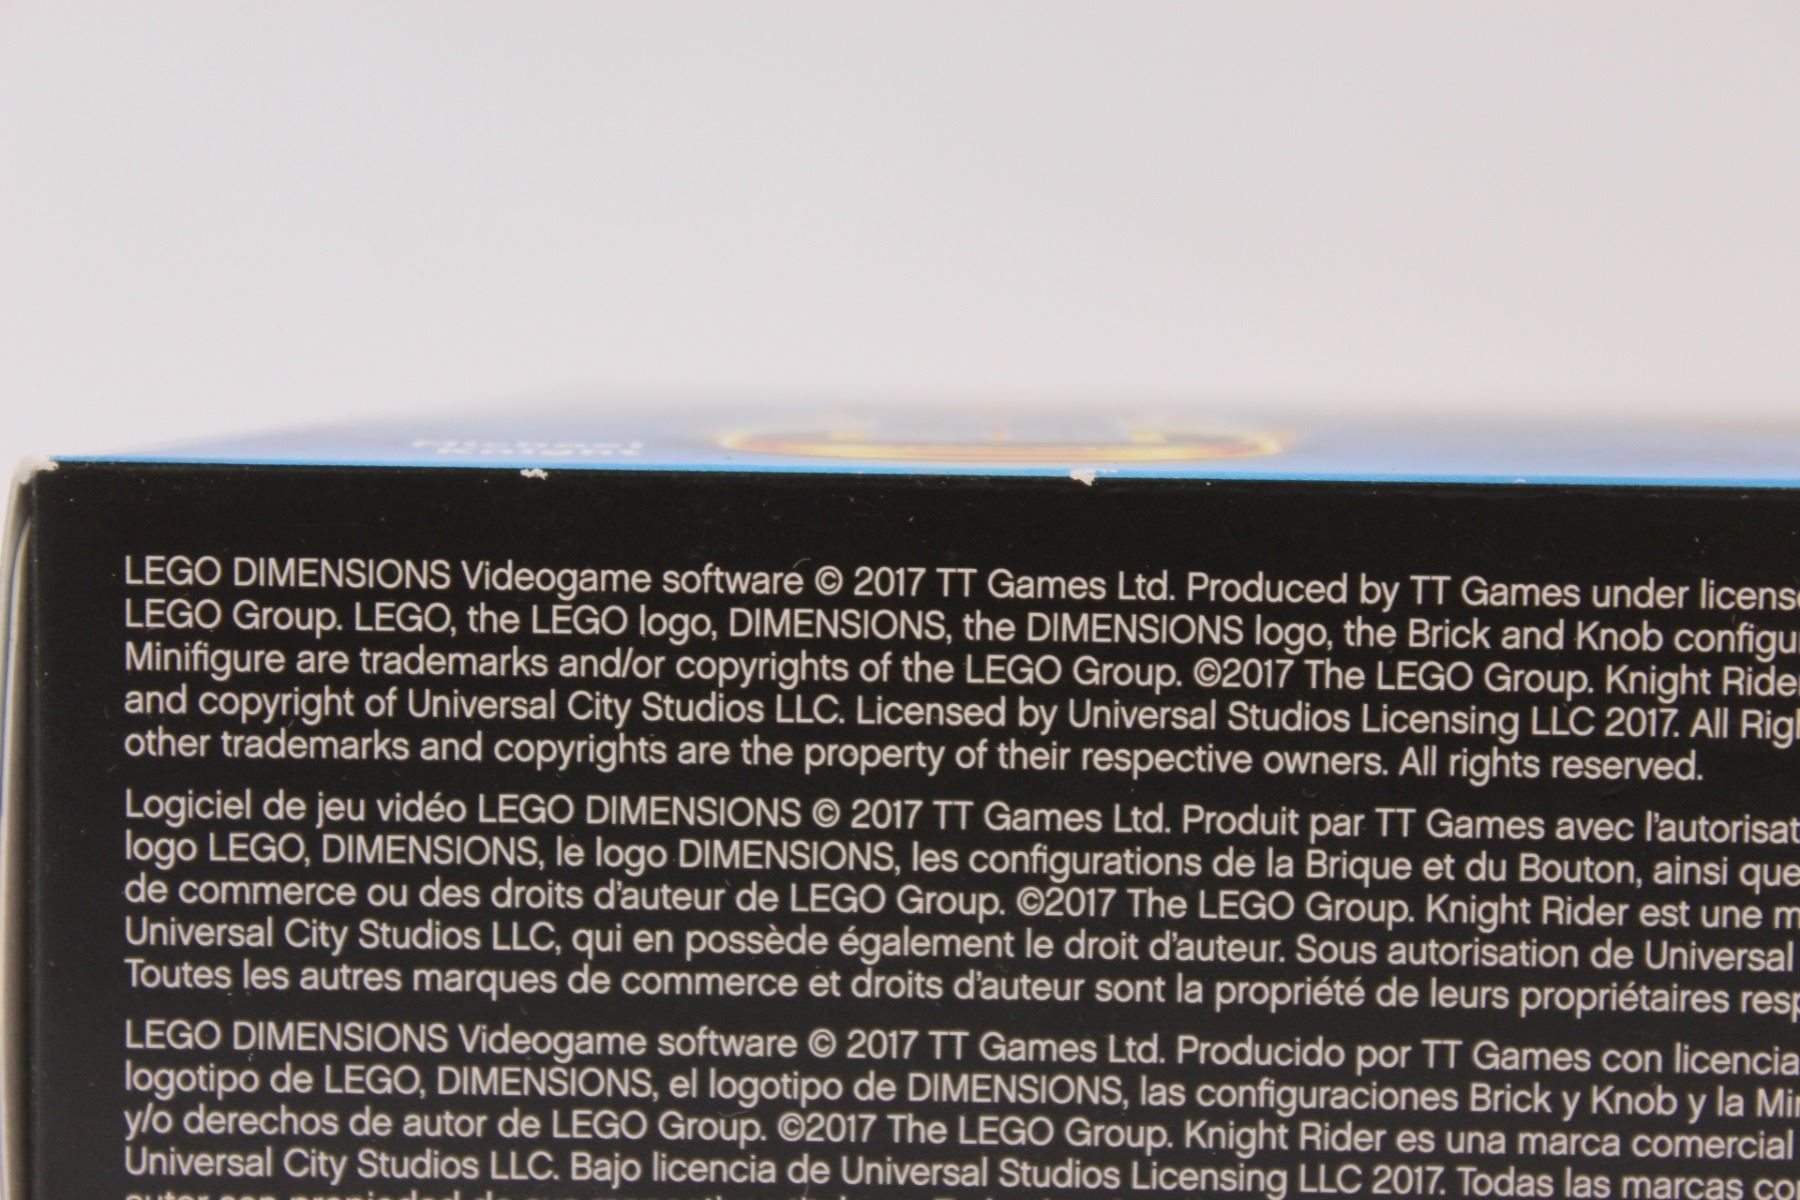 Michael
Knight
LEGO DIMENSIONS Videogame software © 2017 TT Games Ltd. Produced by TT Games under license
LEGO Group. LEGO, the LEGO logo, DIMENSIONS, the DIMENSIONS logo, the Brick and Knob configu
Minifigure are trademarks and/or copyrights of the LEGO Group. ©2017 The LEGO Group. Knight Rider
and copyright of Universal City Studios LLC. Licensed by Universal Studios Licensing LLC 2017. All Righ
other trademarks and copyrights are the property of their respective owners. All rights reserved.
Logiciel de jeu vidéo LEGO DIMENSIONS © 2017 TT Games Ltd. Produit par TT Games avec l'autorisat
logo LEGO, DIMENSIONS, le logo DIMENSIONS, les configurations de la Brique et du Bouton, ainsi que
de commerce ou des droits d'auteur de LEGO Group. ©2017 The LEGO Group. Knight Rider est une m
Universal City Studios LLC, qui en possède également le droit d'auteur. Sous autorisation de Universal
Toutes les autres marques de commerce et droits d'auteur sont la propriété de leurs propriétaires resp
LEGO DIMENSIONS Videogame software © 2017 TT Games Ltd. Producido por TT Games con licencia
logotipo de LEGO, DIMENSIONS, el logotipo de DIMENSIONS, las configuraciones Brick y Knob y la Min
y/o derechos de autor de LEGO Group. ©2017 The LEGO Group. Knight Rider es una marca comercial
Universal City Studios LLC. Bajo licencia de Universal Studios Licensing LLC 2017. Todas las marcas co
autor son propiedad de